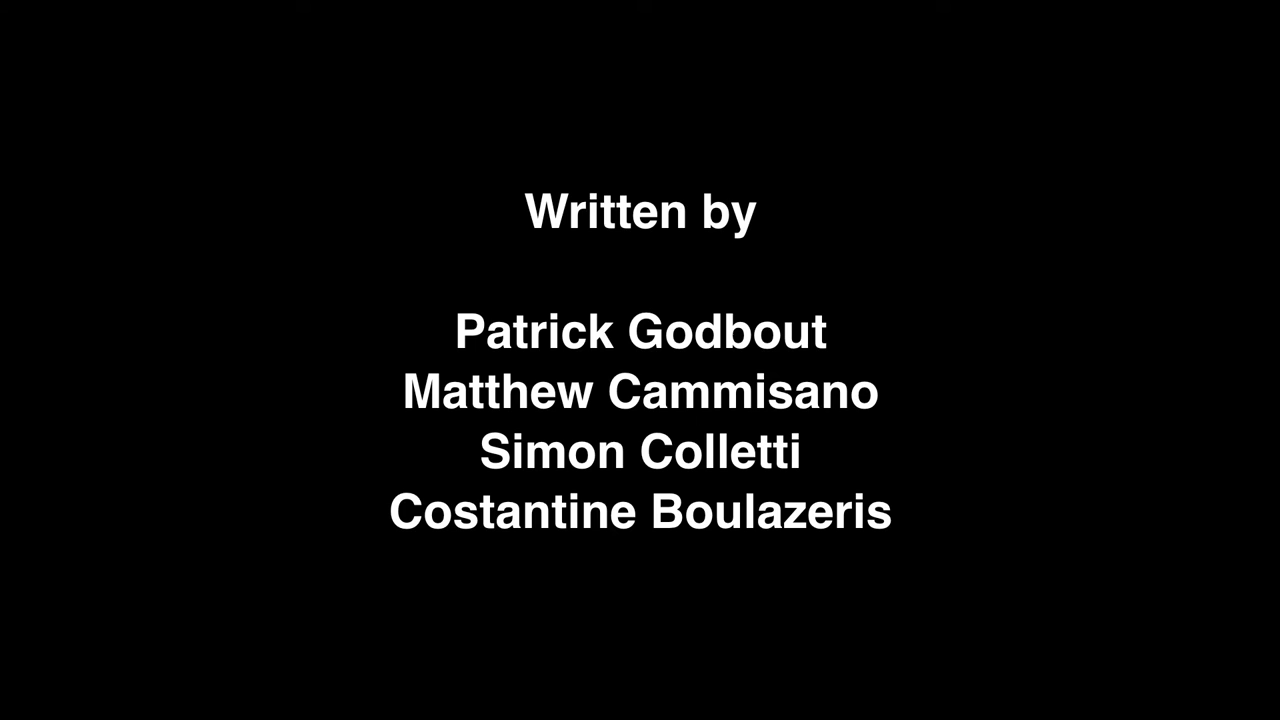 Written by
Patrick Godbout
Matthew Cammisano
Simon Colletti
Costantine Boulazeris